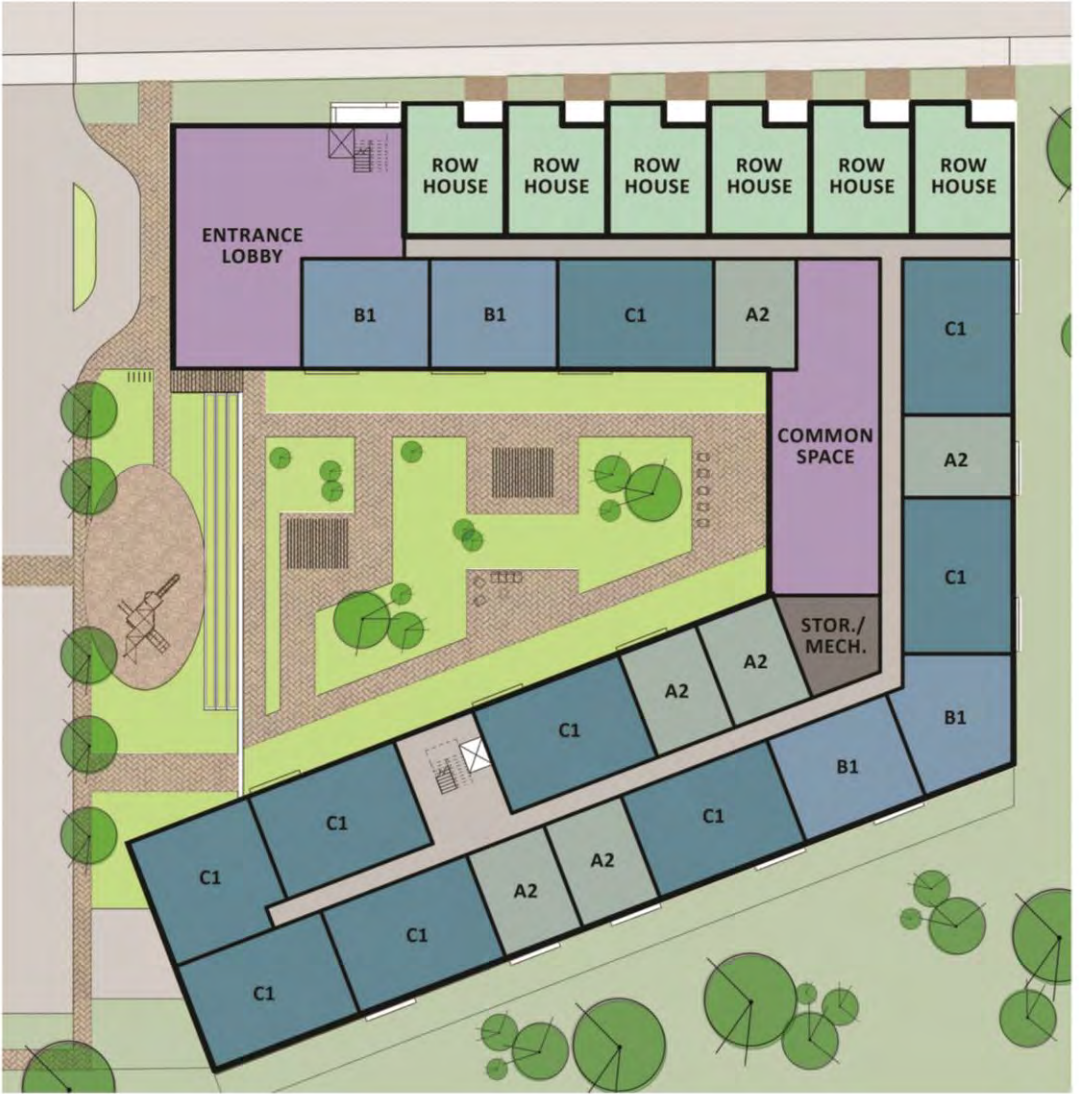 ROW
HOUSE
ROW
HOUSE
ROW
HOUSE
ROW
HOUSE
ROW
HOUSE
ROW
HOUSE
ENTRANCE
LOBBY
B1
B1
C1
A2
C1
COMMON
SPACE
A2
C1
STOR./
MECH.
A2
A2
C1
B1
B1
C1
C1
A2
A2
C1
C1
C1